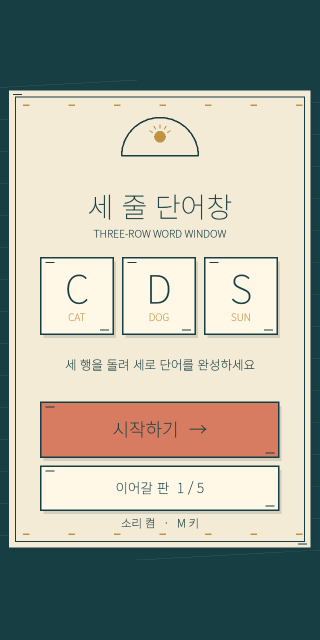 세 줄 단어창
THREE-ROW WORD WINDOW
C D S
CAT DOG SUN
세 행을 돌려 세로 단어를 완성하세요
시작하기 →
이어갈 판 1 / 5
소리 켬 · M 키